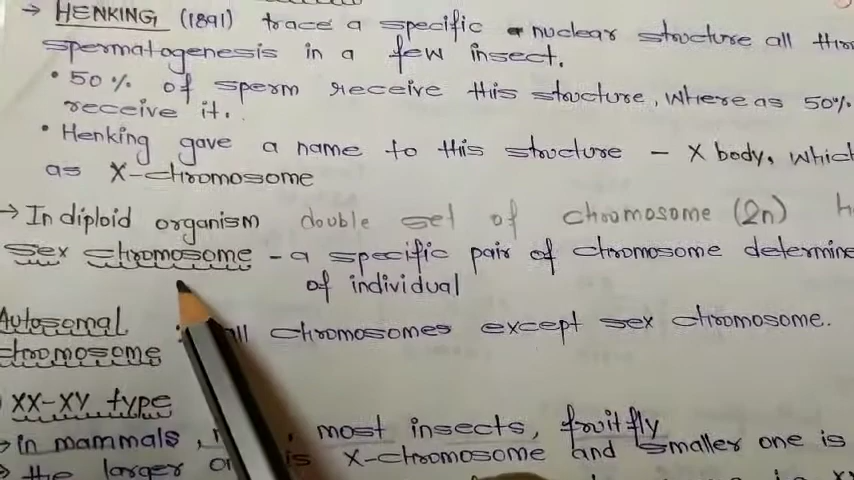 → HENKING (1891) trace a specific nuclear structure all
spermatogenesis in a few insect.
• 50% of sperm receive this structure, whereas 50%
receive it.
• Henking gave a name to this structure - X body, which
as X-chromosome
→ In diploid organism double set of chromosome (2n)
Sex chromosome - a specific pair of chromosome determine
of individual
Autosomal
all chromosomes except sex chromosome.
chromosome
XX-XY type
→ in mammals, most insects, fruitfly
→ the larger is X-chromosome and smaller one is